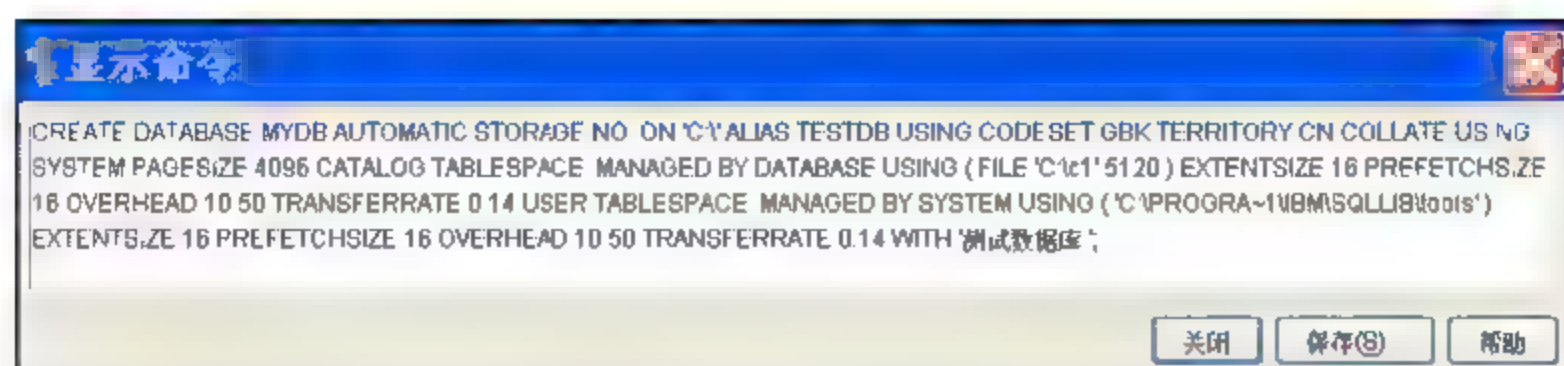 显示命令
CREATE DATABASE MYDB AUTOMATIC STORAGE NO ON 'C:\' ALIAS TESTDB USING CODESET GBK TERRITORY CN COLLATE USING
SYSTEM PAGESIZE 4096 CATALOG TABLESPACE MANAGED BY DATABASE USING ( FILE 'C:\c1' 5120 ) EXTENTSIZE 16 PREFETCHSIZE
16 OVERHEAD 10.50 TRANSFERRATE 0.14 USER TABLESPACE MANAGED BY SYSTEM USING ( 'C:\PROGRA~1\IBM\SQLLIB\tools' )
EXTENTSIZE 16 PREFETCHSIZE 16 OVERHEAD 10.50 TRANSFERRATE 0.14 WITH '测试数据库';
关闭 保存(S) 帮助